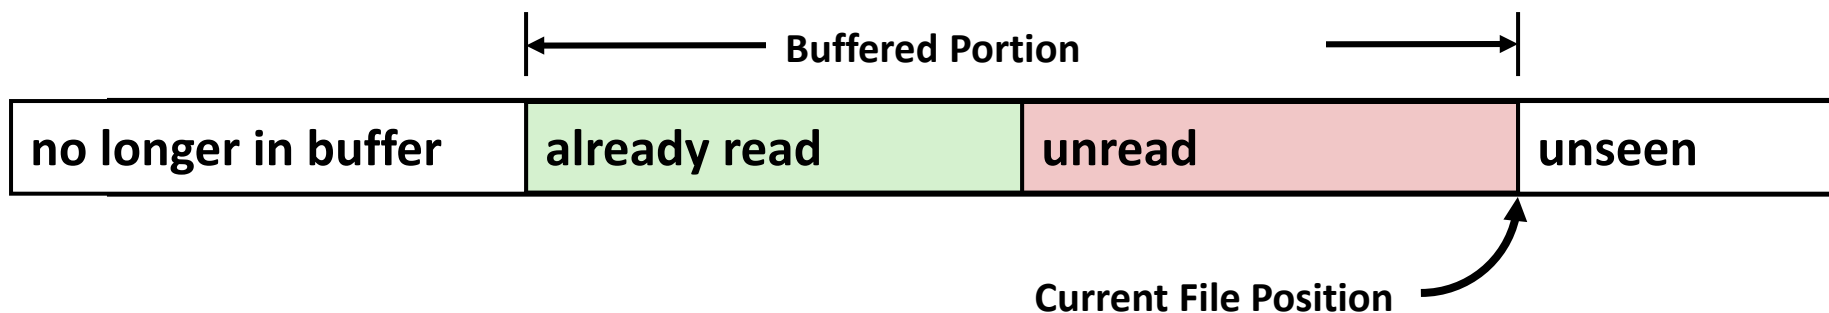 Buffered Portion
no longer in buffer
already read
unread
unseen
Current File Position